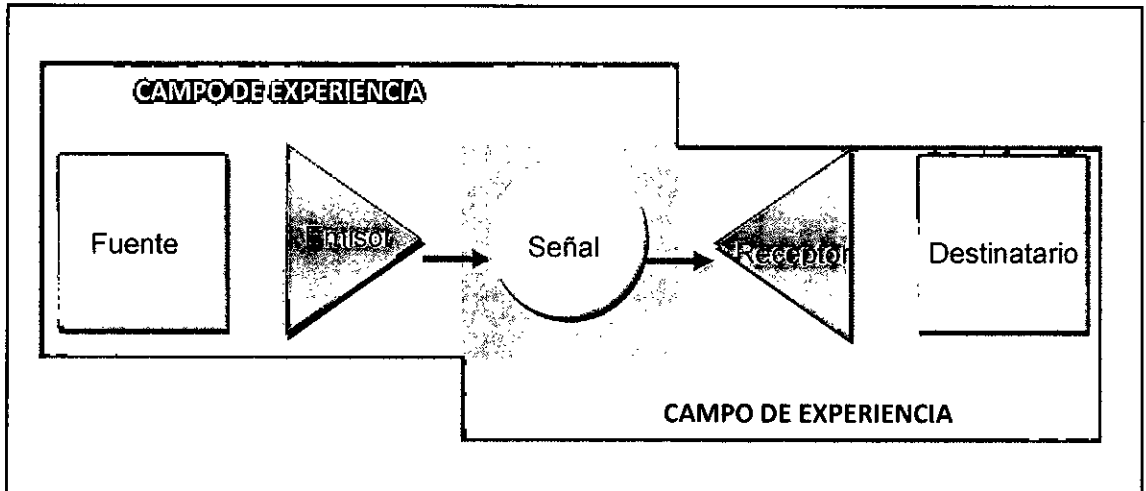 CAMPO DE EXPERIENCIA
Fuente
Emisor
Señal
Receptor
Destinatario
CAMPO DE EXPERIENCIA